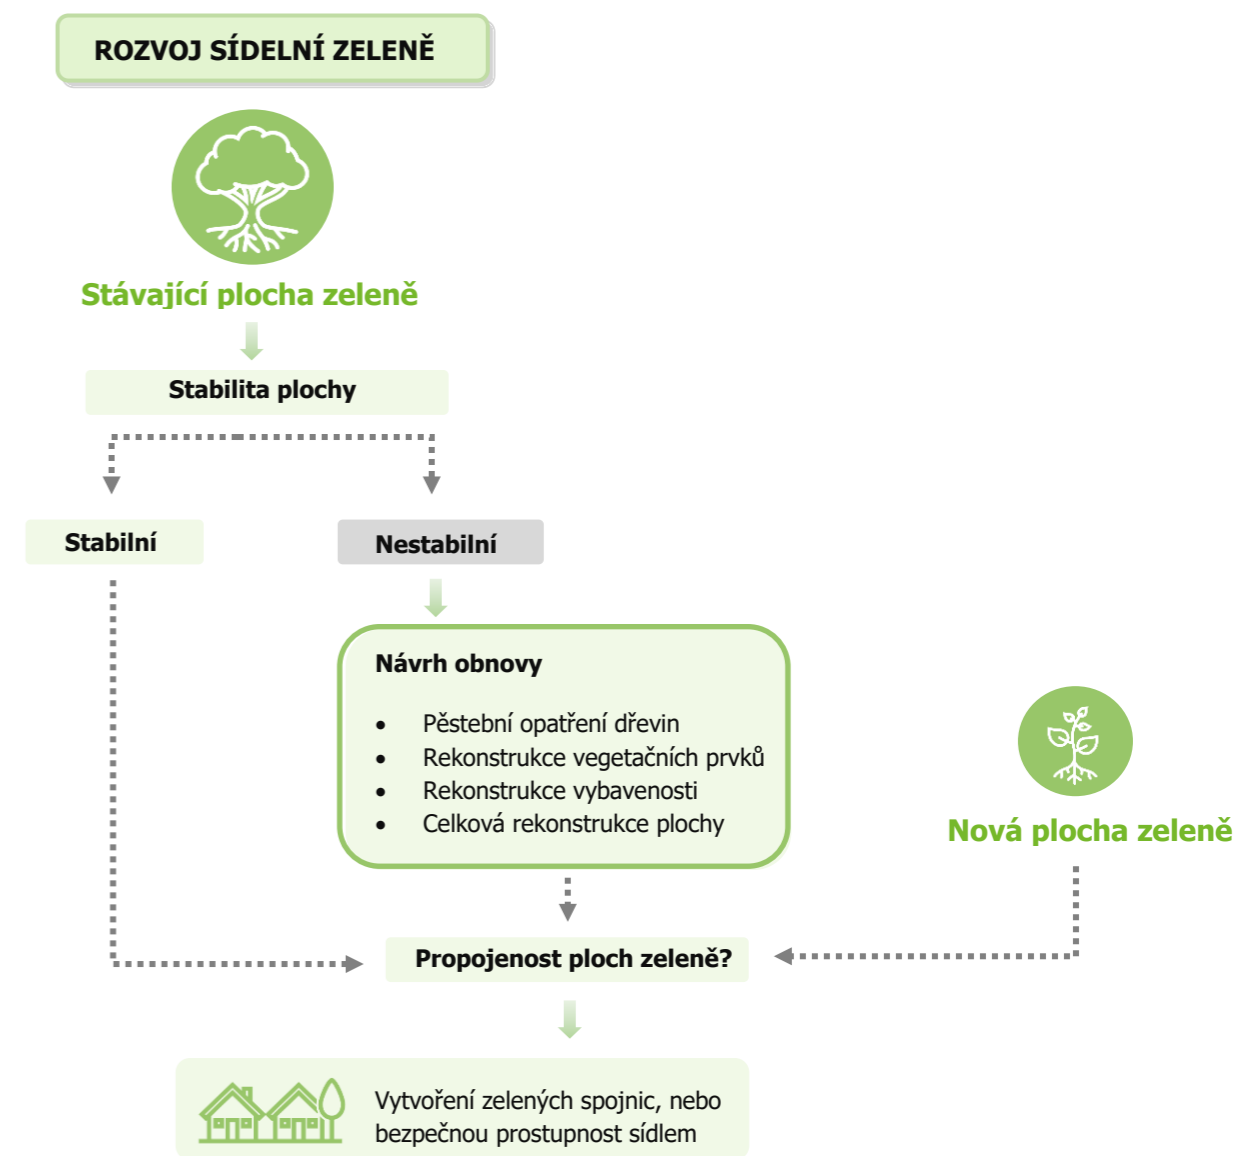 ROZVOJ SÍDELNÍ ZELENĚ
Stávající plocha zeleně
Stabilita plochy
Stabilní
Nestabilní
Návrh obnovy
• Pěstební opatření dřevin
• Rekonstrukce vegetačních prvků
• Rekonstrukce vybavenosti
• Celková rekonstrukce plochy
Nová plocha zeleně
Propojenost ploch zeleně?
Vytvoření zelených spojnic, nebo
bezpečnou prostupnost sídlem